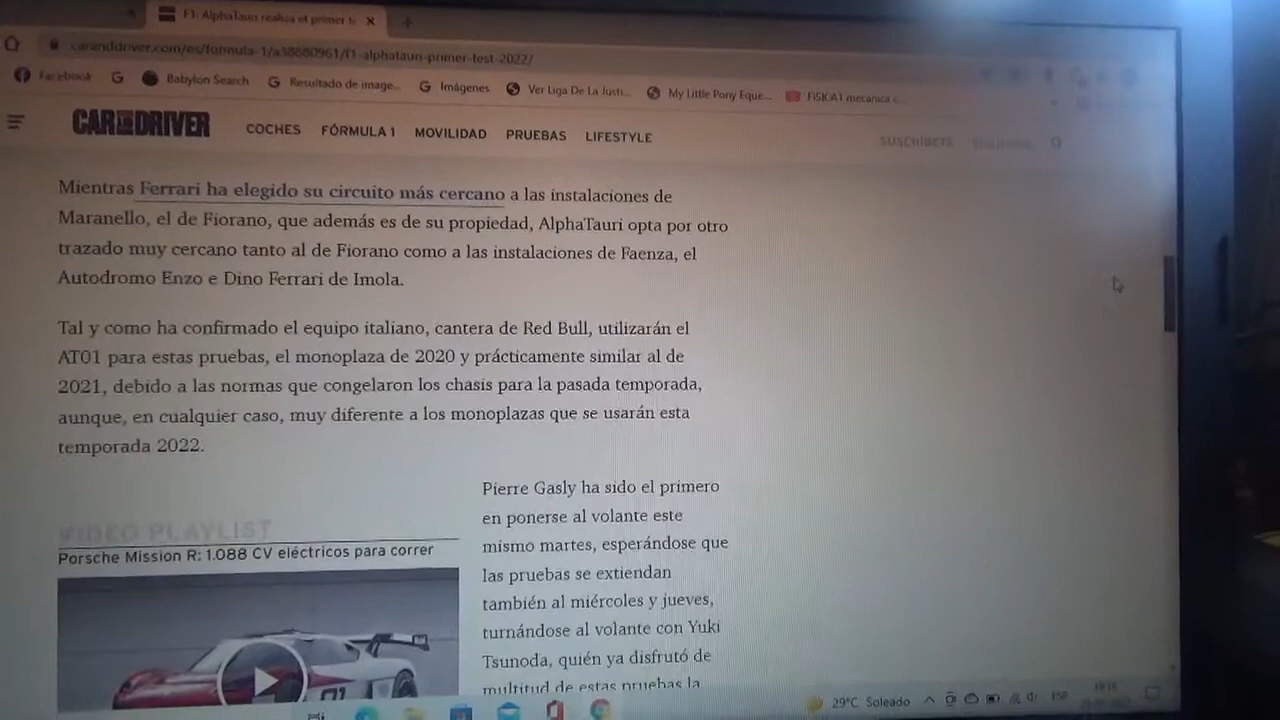 F1: AlphaTauri realiza el primer te
caranddriver.com/es/formula-1/a38880961/f1-alphatauri-primer-test-2022/
Facebook
Babylon Search
Resultado de image...
Imágenes
Ver Liga De La Justi...
My Little Pony Eque...
FISICA1 mecanica c...
CAR AND DRIVER
COCHES
FÓRMULA 1
MOVILIDAD
PRUEBAS
LIFESTYLE
SUSCRÍBETE
Mientras Ferrari ha elegido su circuito más cercano a las instalaciones de
Maranello, el de Fiorano, que además es de su propiedad, AlphaTauri opta por otro
trazado muy cercano tanto al de Fiorano como a las instalaciones de Faenza, el
Autodromo Enzo e Dino Ferrari de Imola.
Tal y como ha confirmado el equipo italiano, cantera de Red Bull, utilizarán el
AT01 para estas pruebas, el monoplaza de 2020 y prácticamente similar al de
2021, debido a las normas que congelaron los chasis para la pasada temporada,
aunque, en cualquier caso, muy diferente a los monoplazas que se usarán esta
temporada 2022.
VIDEO PLAYLIST
Porsche Mission R: 1.088 CV eléctricos para correr
Pierre Gasly ha sido el primero
en ponerse al volante este
mismo martes, esperándose que
las pruebas se extiendan
también al miércoles y jueves,
turnándose al volante con Yuki
Tsunoda, quién ya disfrutó de
multitud de estas pruebas la
29°C Soleado
ESP